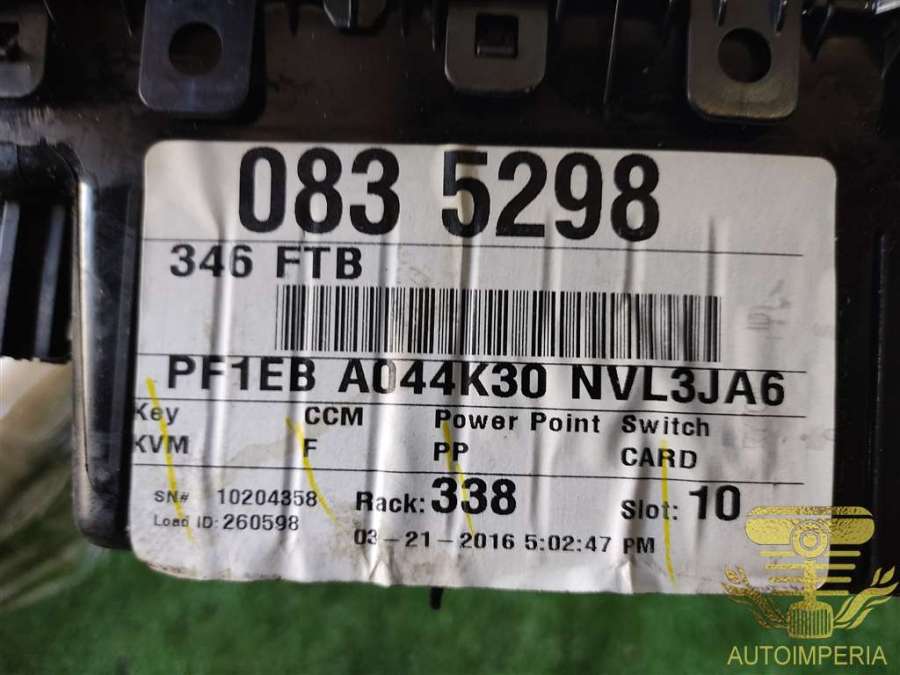 083 5298
346 FTB
PF1EB A044K30 NVL3JA6
Key CCM Power Point Switch
KVM F PP CARD
SN# 10204358 Rack: 338 Slot: 10
Load ID: 260598
03-21-2016 5:02:47 PM
AUTOIMPERIA